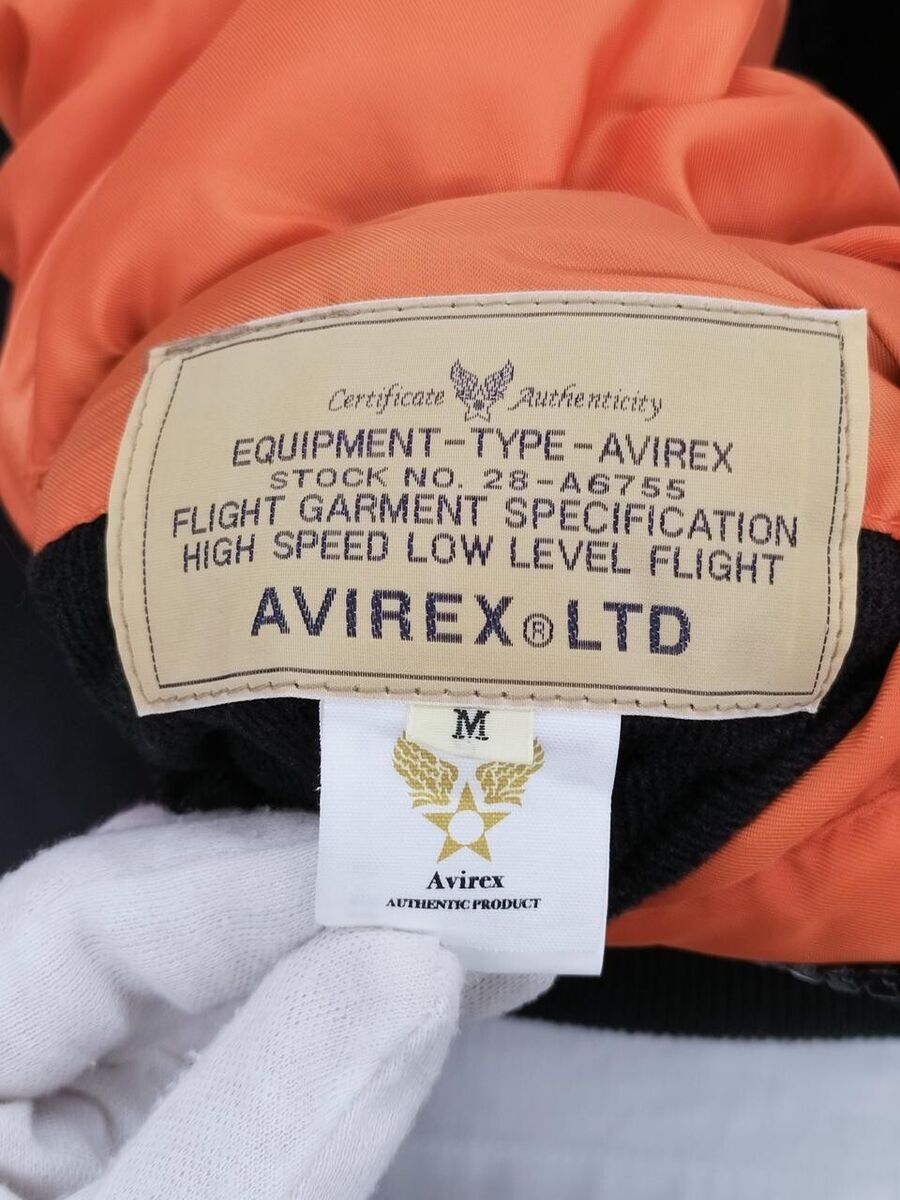 Certificate Authenticity
EQUIPMENT-TYPE-AVIREX
STOCK NO. 28-A6755
FLIGHT GARMENT SPECIFICATION
HIGH SPEED LOW LEVEL FLIGHT
AVIREX® LTD
M
Avirex
AUTHENTIC PRODUCT